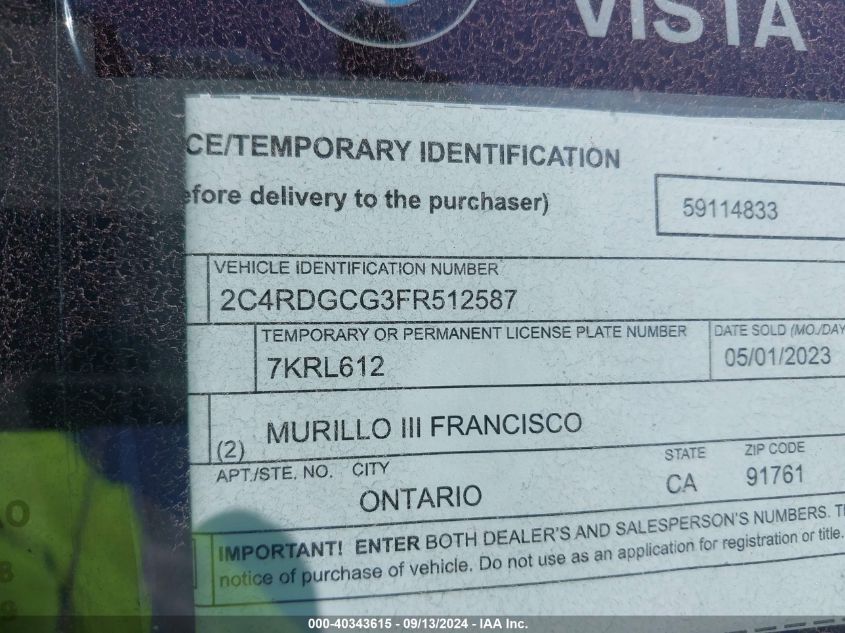 VISTA
CE/TEMPORARY IDENTIFICATION
efore delivery to the purchaser)
59114833
VEHICLE IDENTIFICATION NUMBER
2C4RDGCG3FR512587
TEMPORARY OR PERMANENT LICENSE PLATE NUMBER
DATE SOLD (MO./DAY
7KRL612
05/01/2023
(2)
MURILLO III FRANCISCO
APT./STE. NO. CITY
STATE
ZIP CODE
ONTARIO
CA
91761
IMPORTANT! ENTER BOTH DEALER'S AND SALESPERSON'S NUMBERS. T
notice of purchase of vehicle. Do not use as an application for registration or title.
000-40343615 - 09/13/2024 - IAA Inc.